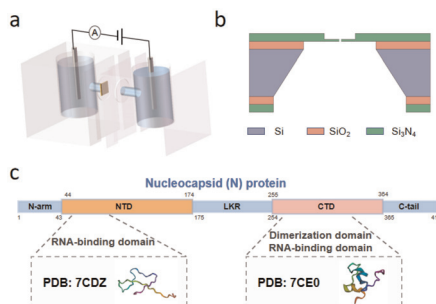 a
A
b
Si
SiO₂
Si₃N₄
c
Nucleocapsid (N) protein
44
174
255
364
N-arm
NTD
LKR
CTD
C-tail
1
43
175
256
365
RNA-binding domain
Dimerization domain
RNA-binding domain
PDB: 7CDZ
PDB: 7CE0